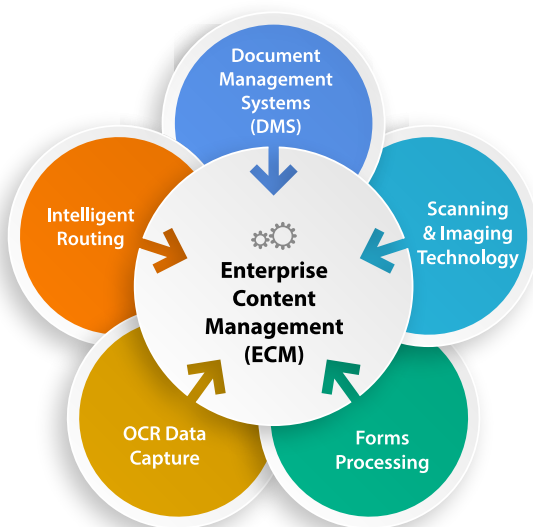 Document
Management
Systems
(DMS)
Intelligent
Routing
Scanning
& Imaging
Technology
Enterprise
Content
Management
(ECM)
OCR Data
Capture
Forms
Processing